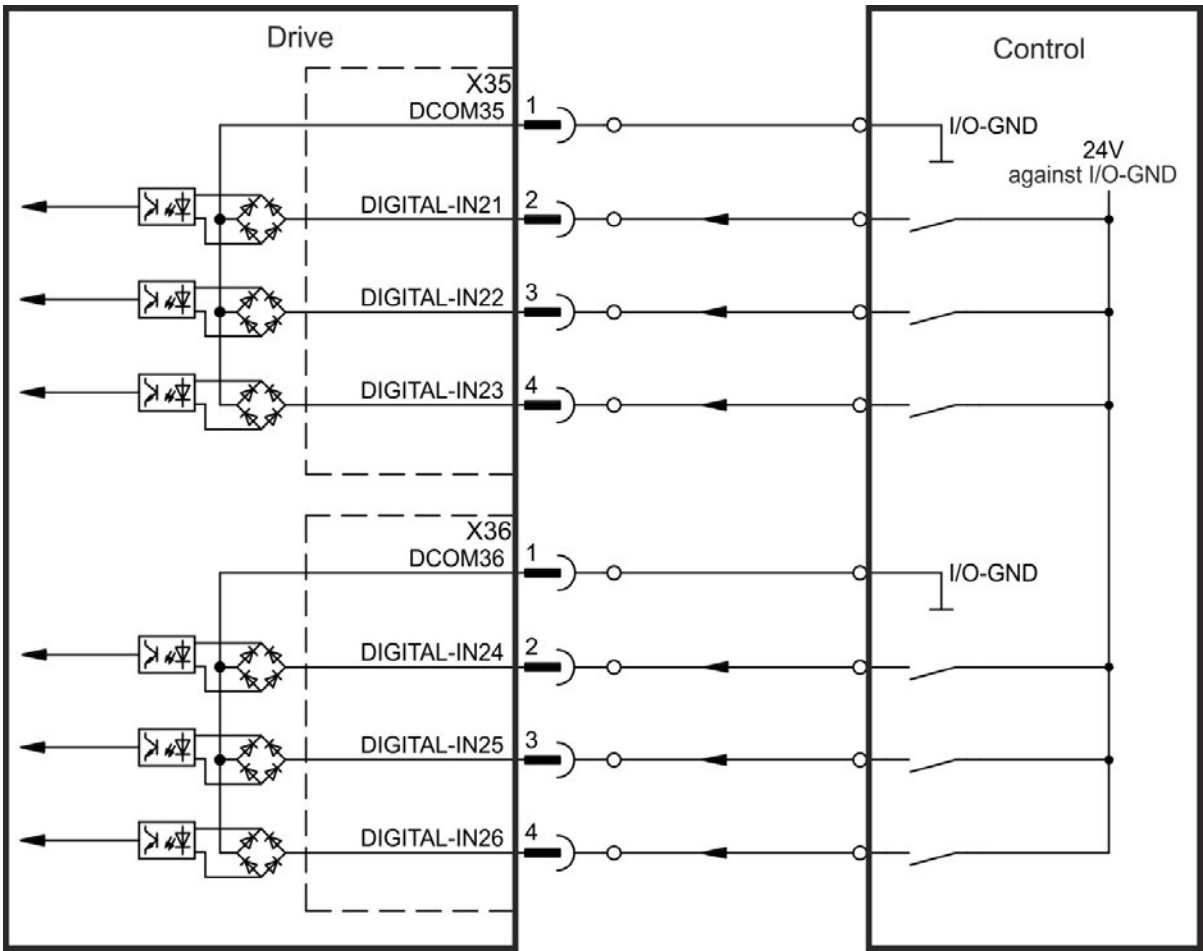 Drive
Control
X35
DCOM35
1
I/O-GND
24V
against I/O-GND
DIGITAL-IN21
2
DIGITAL-IN22
3
DIGITAL-IN23
4
X36
DCOM36
1
I/O-GND
DIGITAL-IN24
2
DIGITAL-IN25
3
DIGITAL-IN26
4